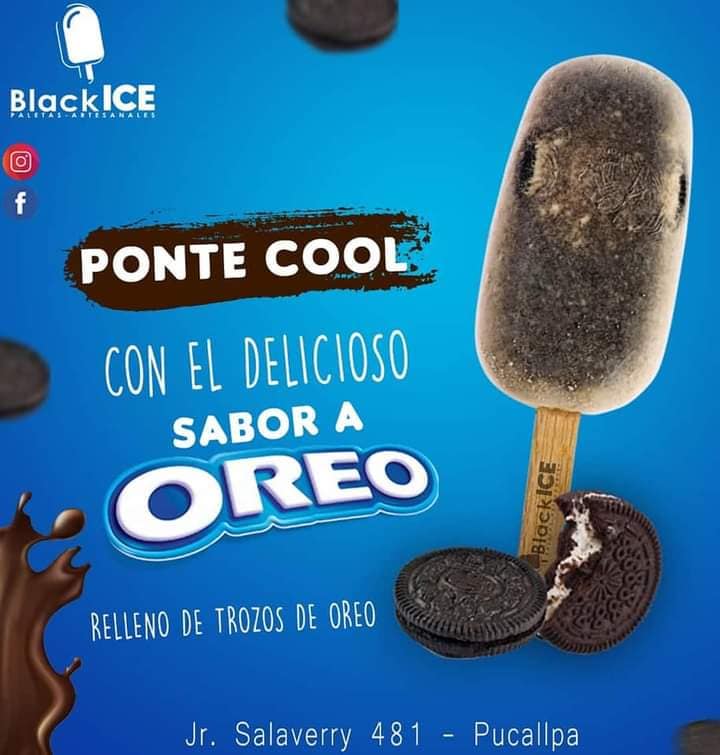 BlackICE
PALETAS-ARTESANALES
PONTE COOL
CON EL DELICIOSO
SABOR A
OREO
RELLENO DE TROZOS DE OREO
BlackICE
Jr. Salaverry 481 - Pucallpa